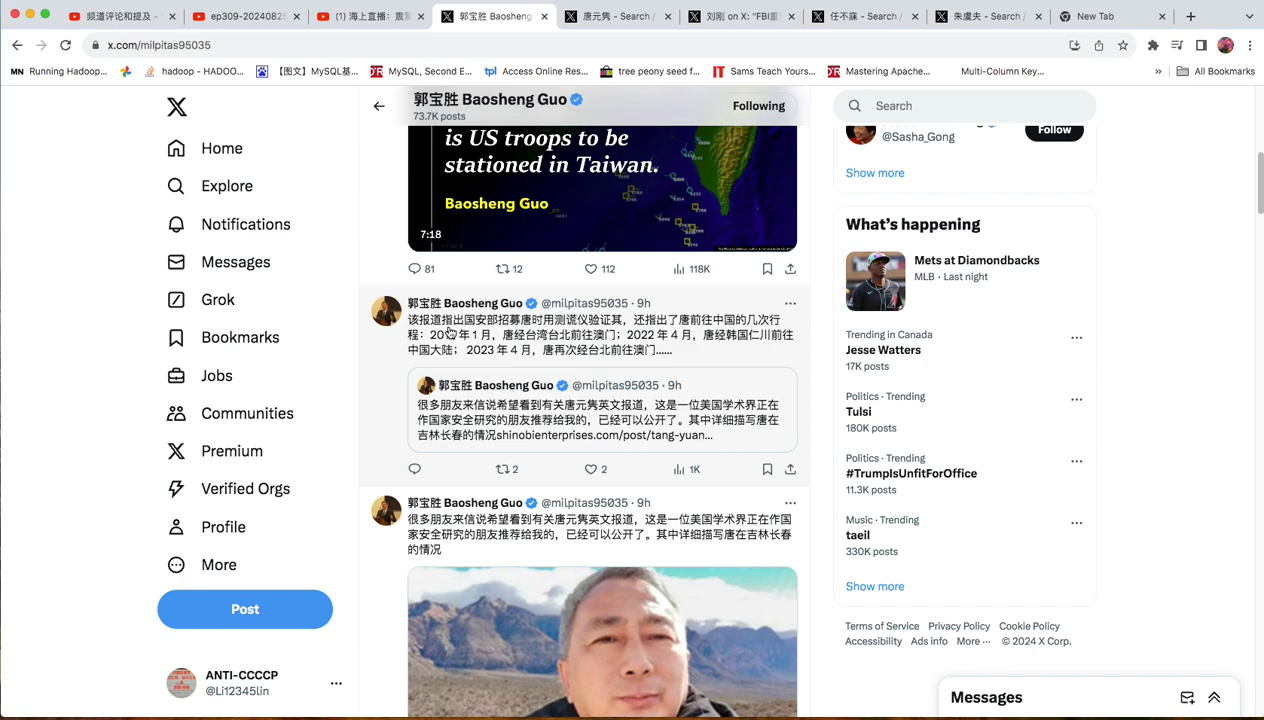 频道评论和提及 -
ep309-2024082
(1) 海上直播：震
郭宝胜 Baosheng
唐元隽 - Search /
刘刚 on X: "FBI重
任不寐 - Search /
朱虞夫 - Search /
New Tab
x.com/milpitas95035
MN Running Hadoop...
hadoop - HADOO...
【图文】MySQL基...
MySQL, Second E...
tpl Access Online Res...
tree peony seed f...
IT Sams Teach Yours...
Mastering Apache...
Multi-Column Key...
»
All Bookmarks
Home
Explore
Notifications
Messages
Grok
Bookmarks
Jobs
Communities
Premium
Verified Orgs
Profile
More
Post
ANTI-CCCCP
@Li12345lin
郭宝胜 Baosheng Guo
73.7K posts
Following
is US troops to be
stationed in Taiwan.
Baosheng Guo
7:18
81 12 112 118K
郭宝胜 Baosheng Guo @milpitas95035 · 9h
该报道指出国安部招募唐时用测谎仪验证其，还指出了唐前往中国的几次行
程：20 年 1 月，唐经台湾台北前往澳门；2022 年 4 月，唐经韩国仁川前往
中国大陆； 2023 年 4 月，唐再次经台北前往澳门......
郭宝胜 Baosheng Guo @milpitas95035 · 9h
很多朋友来信说希望看到有关唐元隽英文报道，这是一位美国学术界正在
作国家安全研究的朋友推荐给我的，已经可以公开了。其中详细描写唐在
吉林长春的情况shinobienterprises.com/post/tang-yuan...
2 2 1K
郭宝胜 Baosheng Guo @milpitas95035 · 9h
很多朋友来信说希望看到有关唐元隽英文报道，这是一位美国学术界正在作国
家安全研究的朋友推荐给我的，已经可以公开了。其中详细描写唐在吉林长春
的情况
Search
@Sasha_Gong
Follow
Show more
What's happening
Mets at Diamondbacks
MLB · Last night
Trending in Canada
Jesse Watters
17K posts
Politics · Trending
Tulsi
180K posts
Politics · Trending
#TrumpIsUnfitForOffice
11.3K posts
Music · Trending
taeil
330K posts
Show more
Terms of Service Privacy Policy Cookie Policy
Accessibility Ads info More ··· © 2024 X Corp.
Messages